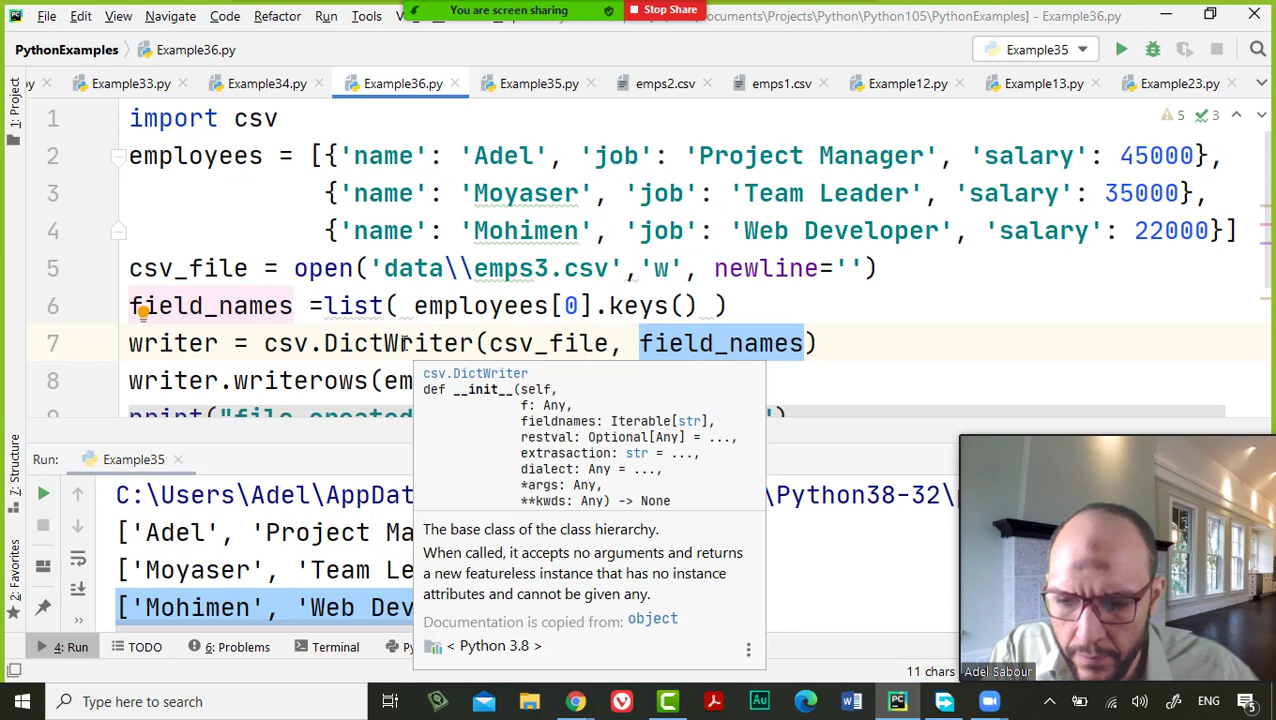 You are screen sharing
Stop Share
File Edit View Navigate Code Refactor Run Tools
ocuments\Projects\Python\Python105\PythonExamples] - Example36.py
PythonExamples
Example36.py
Example35
Example33.py
Example34.py
Example36.py
Example35.py
emps2.csv
emps1.csv
Example12.py
Example13.py
Example23.py
5
3
1 import csv
2 employees = [{'name': 'Adel', 'job': 'Project Manager', 'salary': 45000},
3 {'name': 'Moyaser', 'job': 'Team Leader', 'salary': 35000},
4 {'name': 'Mohimen', 'job': 'Web Developer', 'salary': 22000}]
5 csv_file = open('data\\emps3.csv','w', newline='')
6 field_names =list( employees[0].keys() )
7 writer = csv.DictWriter(csv_file, field_names)
8 writer.writerows(em
csv.DictWriter
def __init__(self,
f: Any,
fieldnames: Iterable[str],
restval: Optional[Any] = ...,
extrasaction: str = ...,
dialect: Any = ...,
*args: Any,
**kwds: Any) -> None
The base class of the class hierarchy.
When called, it accepts no arguments and returns
a new featureless instance that has no instance
attributes and cannot be given any.
Documentation is copied from: object
< Python 3.8 >
1: Project
Z: Structure
2: Favorites
Run:
Example35
C:\Users\Adel\AppDat
\Python38-32\p
['Adel', 'Project Ma
['Moyaser', 'Team Le
['Mohimen', 'Web Dev
4: Run
TODO
6: Problems
Terminal
Py
11 chars
Adel Sabour
Type here to search
ENG
5